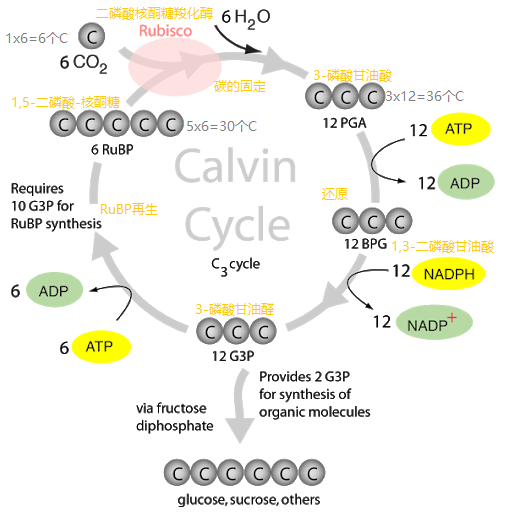 二磷酸核酮糖羧化酶
1x6=6个C
C
6 CO2
Rubisco
6 H2O
碳的固定
3-磷酸甘油酸
C C C
3x12=36个C
12 PGA
1,5-二磷酸-核酮糖
C C C C C
5x6=30个C
6 RuBP
12 ATP
12 ADP
Calvin
Cycle
C3 cycle
还原
C C C
12 BPG
1,3-二磷酸甘油酸
12 NADPH
12 NADP+
Requires
10 G3P for
RuBP synthesis
RuBP再生
6 ADP
6 ATP
3-磷酸甘油醛
C C C
12 G3P
Provides 2 G3P
for synthesis of
organic molecules
via fructose
diphosphate
C C C C C C
glucose, sucrose, others